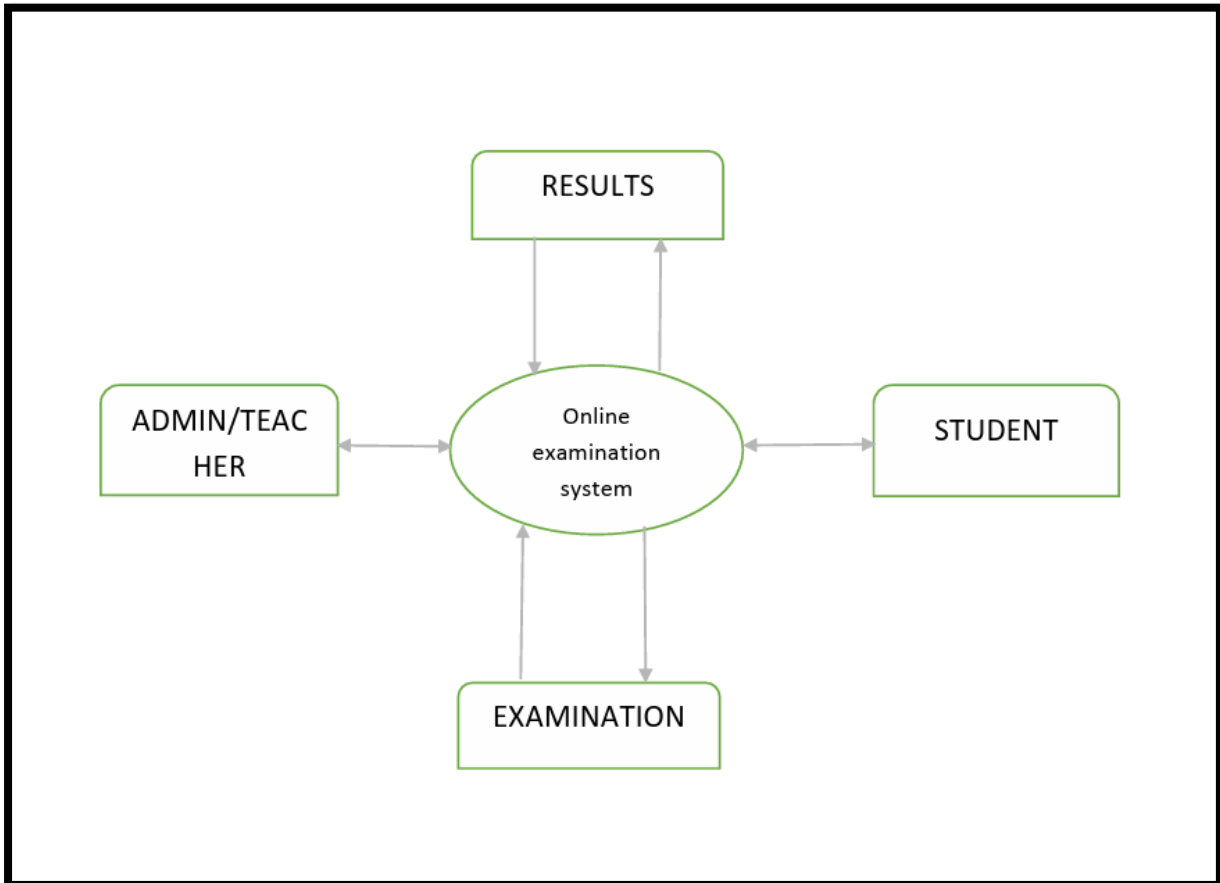 RESULTS
ADMIN/TEAC
HER
Online
examination
system
STUDENT
EXAMINATION